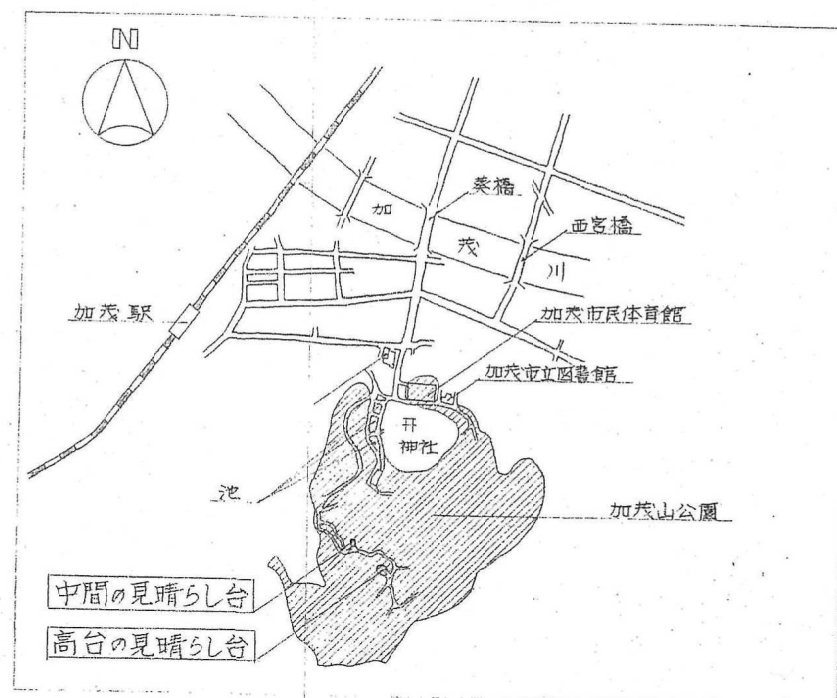 N
葵橋
加
茂
川
西宮橋
加茂駅
加茂市民体育館
加茂市立図書館
神社
池
加茂山公園
中間の見晴らし台
高台の見晴らし台